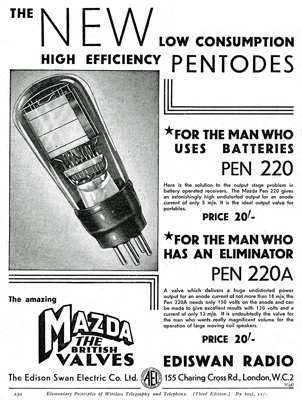 THE NEW LOW CONSUMPTION
HIGH EFFICIENCY PENTODES
★FOR THE MAN WHO
USES BATTERIES
PEN 220
Here is the solution to the output stage problem in
battery operated receivers. The Mazda Pen 220 gives
an astonishingly high undistorted output for an anode
current of only 5 m/a. It is the ideal output valve for
portables.
PRICE 20/-
★FOR THE MAN WHO
HAS AN ELIMINATOR
PEN 220A
A valve which delivers a huge undistorted power
output for an anode current of not more than 18 m/a, the
Pen 220A needs only 150 volts on the anode and can
be made to give excellent results with 120 volts and a
current of only 12 m/a. It is undoubtedly the valve for
the man who wants really magnificent volume for the
operation of large moving coil speakers.
PRICE 20/-
The amazing
MAZDA
THE
BRITISH
VALVES
EDISWAN RADIO
The Edison Swan Electric Co. Ltd. AEI 155 Charing Cross Rd., London, W.C.2
Elementary Principles of Wireless Telegraphy and Telephony. (Third Edition.) By